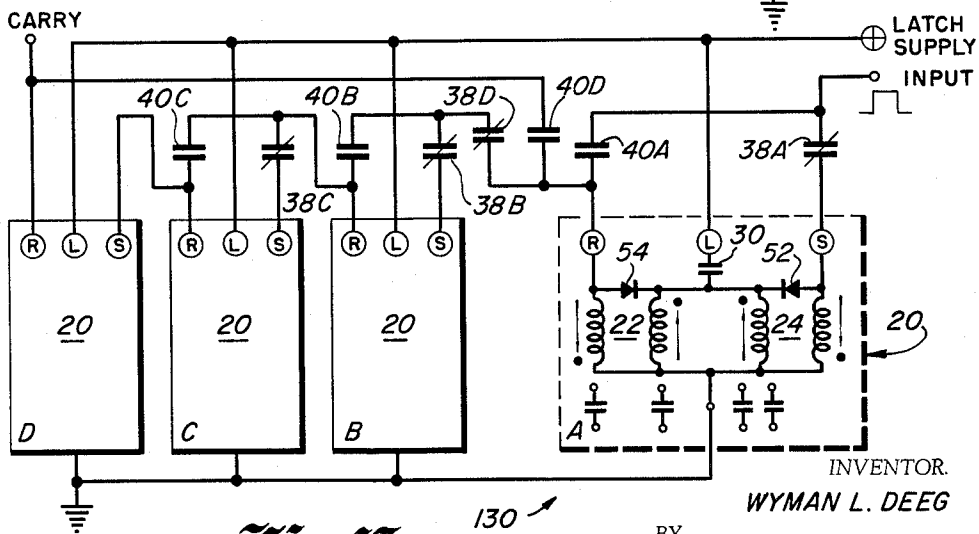 CARRY
LATCH
SUPPLY
INPUT
40C
40B
38D
40D
40A
38A
38C
38B
R L S
R L S
R L S
R L S
30
54
52
20
20
20
22
24
20
D
C
B
A
INVENTOR.
WYMAN L. DEEG
130
BY